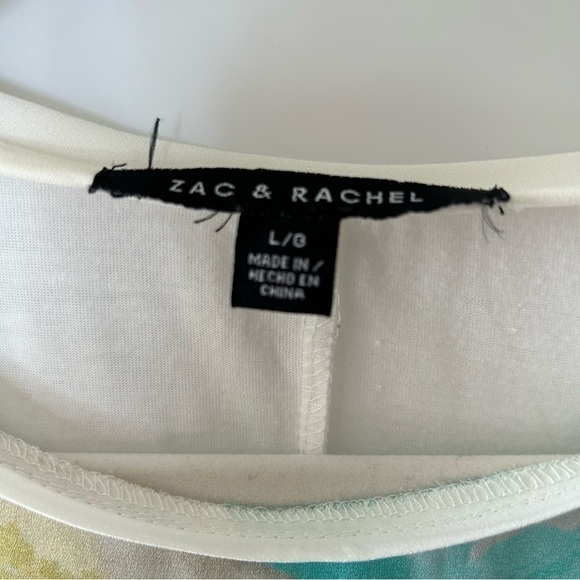 ZAC & RACHEL
L/G
MADE IN/
HECHO EN
CHINA